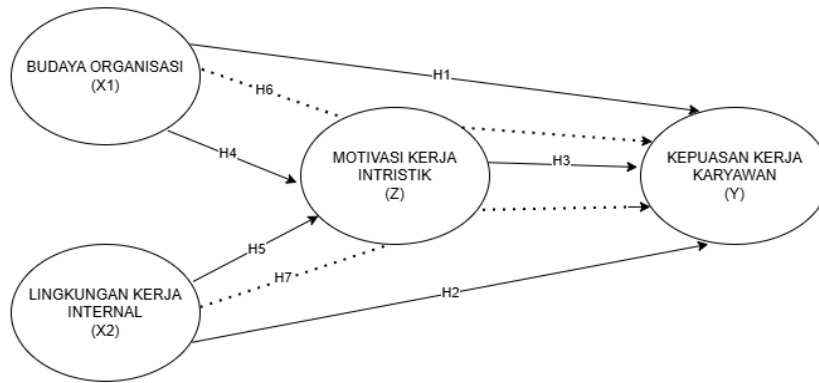 BUDAYA ORGANISASI
(X1)
H1
H6
H4
MOTIVASI KERJA
INTRISTIK
(Z)
H3
KEPUASAN KERJA
KARYAWAN
(Y)
H5
H7
H2
LINGKUNGAN KERJA
INTERNAL
(X2)